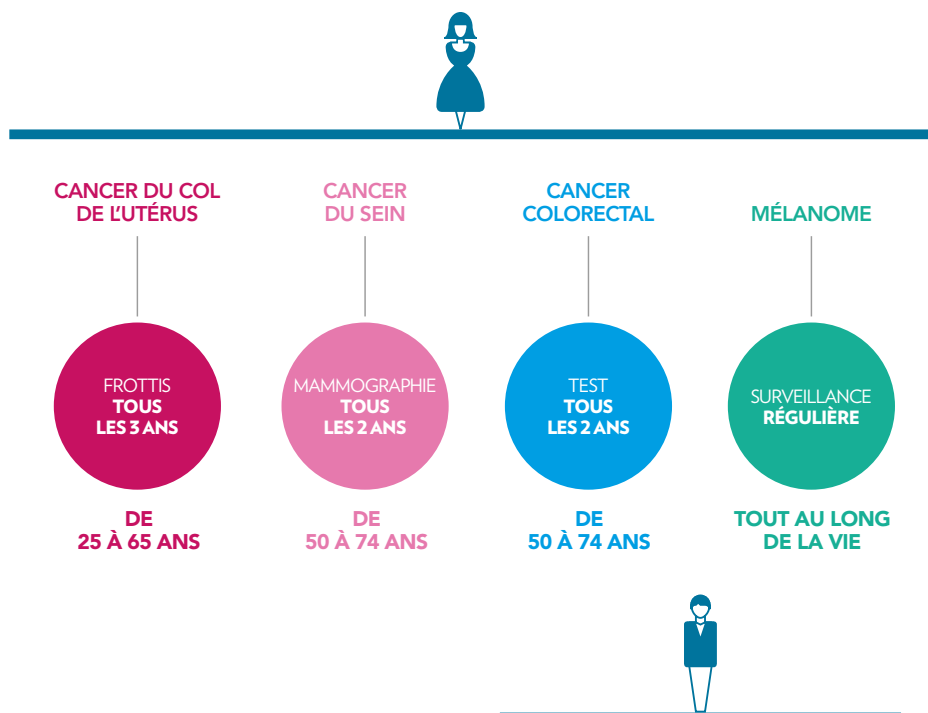 CANCER DU COL
DE L'UTÉRUS
FROTTIS
TOUS
LES 3 ANS
DE
25 À 65 ANS
CANCER
DU SEIN
MAMMOGRAPHIE
TOUS
LES 2 ANS
DE
50 À 74 ANS
CANCER
COLORECTAL
TEST
TOUS
LES 2 ANS
DE
50 À 74 ANS
MÉLANOME
SURVEILLANCE
RÉGULIÈRE
TOUT AU LONG
DE LA VIE